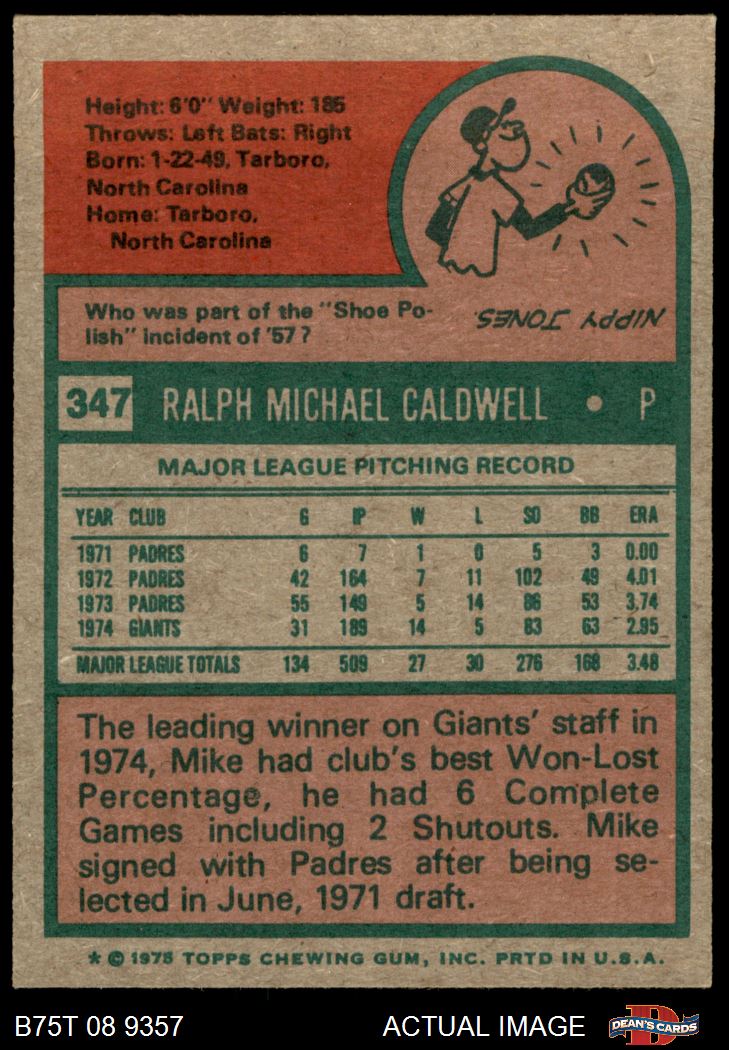 Height: 6'0" Weight: 185
Throws: Left Bats: Right
Born: 1-22-49, Tarboro,
North Carolina
Home: Tarboro,
North Carolina
Who was part of the "Shoe Po-
lish" incident of '57?
NIPPY JONES.
347 RALPH MICHAEL CALDWELL • P
MAJOR LEAGUE PITCHING RECORD
YEAR CLUB G IP W L SO BB ERA
1971 PADRES 6 7 1 0 5 3 0.00
1972 PADRES 42 164 7 11 102 49 4.01
1973 PADRES 55 149 5 14 86 53 3.74
1974 GIANTS 31 189 14 5 83 63 2.95
MAJOR LEAGUE TOTALS 134 509 27 30 276 168 3.48
The leading winner on Giants' staff in
1974, Mike had club's best Won-Lost
Percentage, he had 6 Complete
Games including 2 Shutouts. Mike
signed with Padres after being se-
lected in June, 1971 draft.
* © 1975 TOPPS CHEWING GUM, INC. PRTD IN U.S.A.
B75T 08 9357 ACTUAL IMAGE DEAN'S CARDS